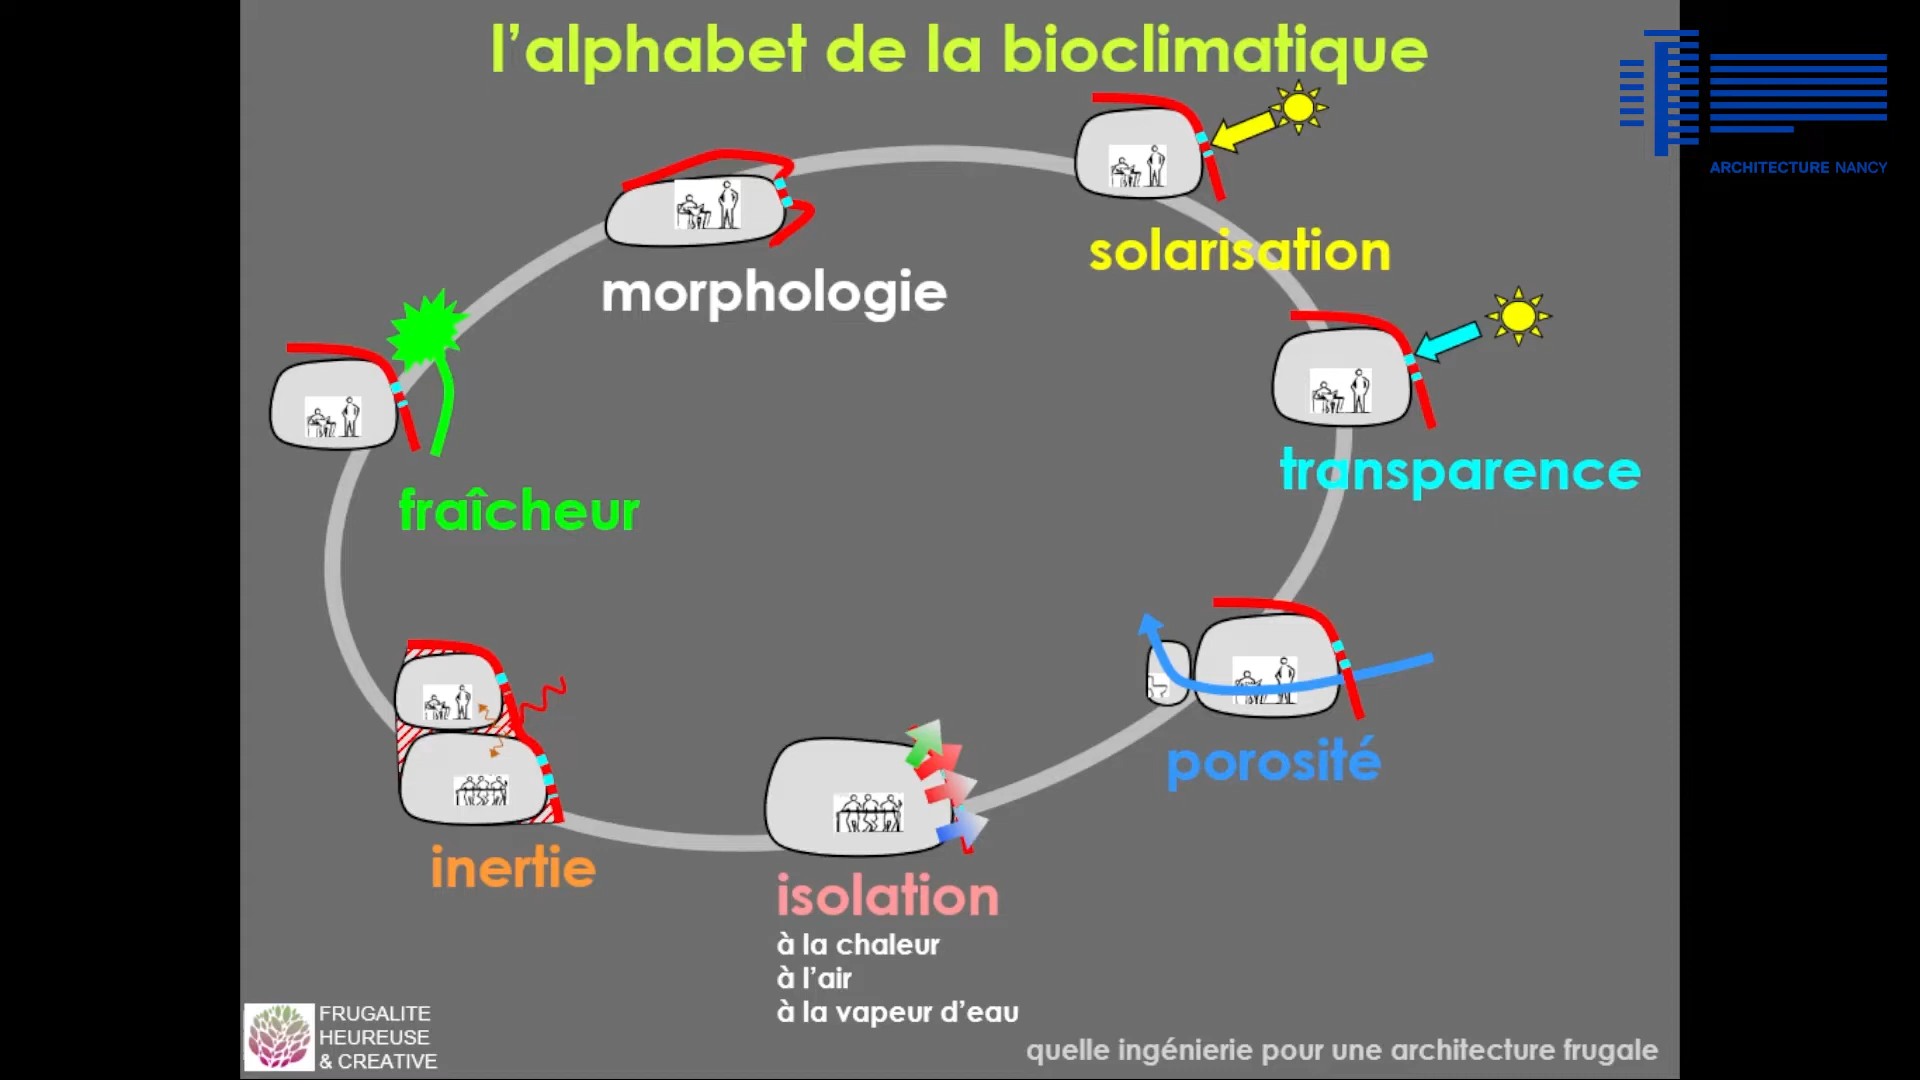 l'alphabet de la bioclimatique
ARCHITECTURE NANCY
solarisation
morphologie
transparence
fraîcheur
porosité
inertie
isolation
à la chaleur
à l'air
à la vapeur d'eau
FRUGALITE
HEUREUSE
& CREATIVE
quelle ingénierie pour une architecture frugale